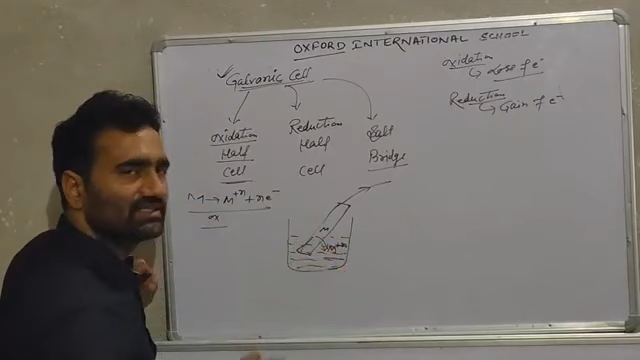 OXFORD INTERNATIONAL SCHOOL
Galvanic Cell
Oxidation
Half
Cell
Reduction
Half
Cell
Salt
Bridge
M → M⁺ⁿ + ne⁻
ox
M
M⁺ⁿ
Oxidation
Loss of e⁻
Reduction
Gain of e⁻